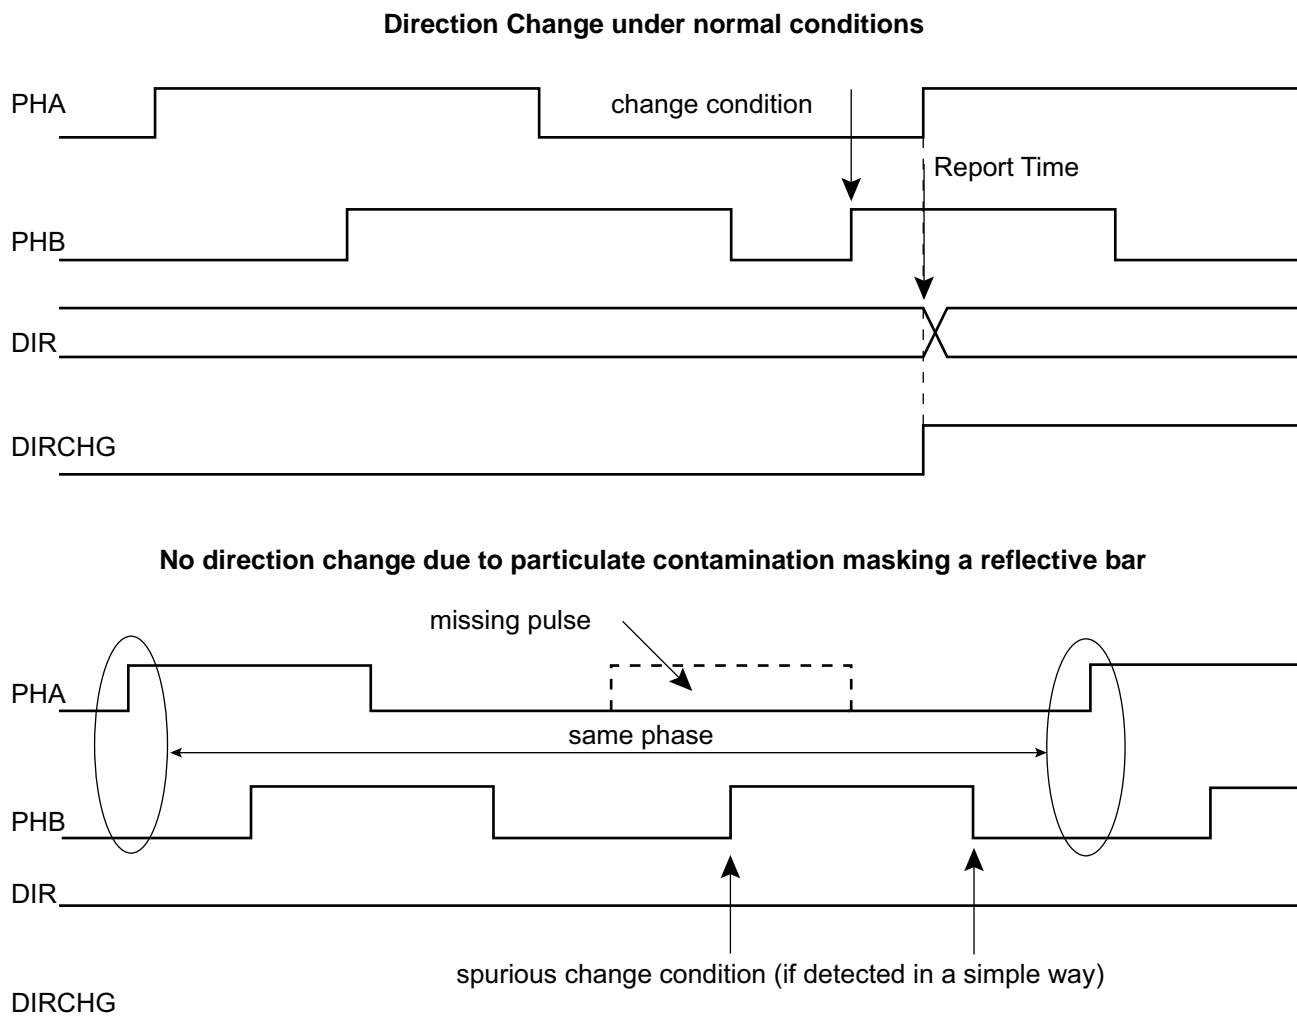 Direction Change under normal conditions
PHA
change condition
Report Time
PHB
DIR
DIRCHG
No direction change due to particulate contamination masking a reflective bar
missing pulse
PHA
same phase
PHB
DIR
spurious change condition (if detected in a simple way)
DIRCHG